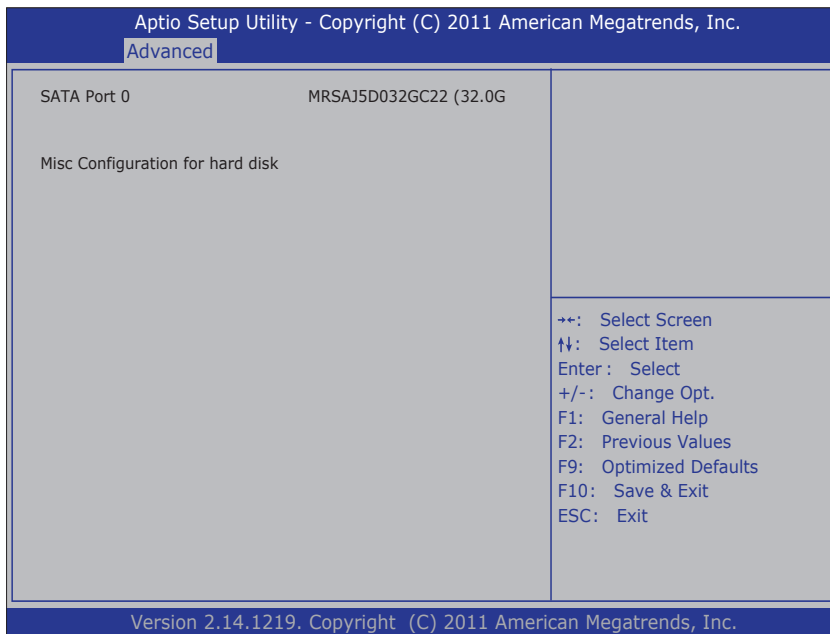 Aptio Setup Utility - Copyright (C) 2011 American Megatrends, Inc.
Advanced
SATA Port 0 MRSAJ5D032GC22 (32.0G
Misc Configuration for hard disk
→←: Select Screen
↑↓: Select Item
Enter : Select
+/-: Change Opt.
F1: General Help
F2: Previous Values
F9: Optimized Defaults
F10: Save & Exit
ESC: Exit
Version 2.14.1219. Copyright (C) 2011 American Megatrends, Inc.